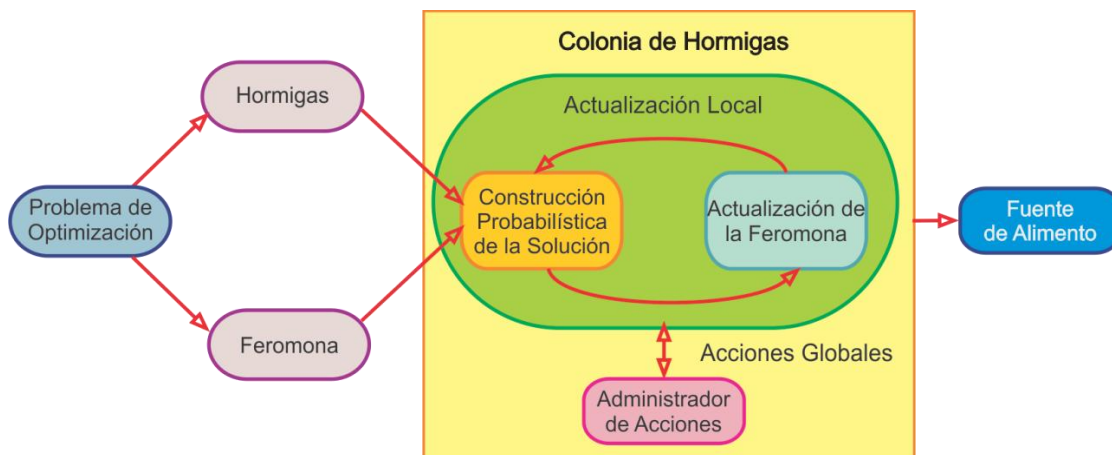 Colonia de Hormigas
Hormigas
Actualización Local
Problema de
Optimización
Construcción
Probabilística
de la Solución
Actualización de
la Feromona
Fuente
de Alimento
Feromona
Acciones Globales
Administrador
de Acciones